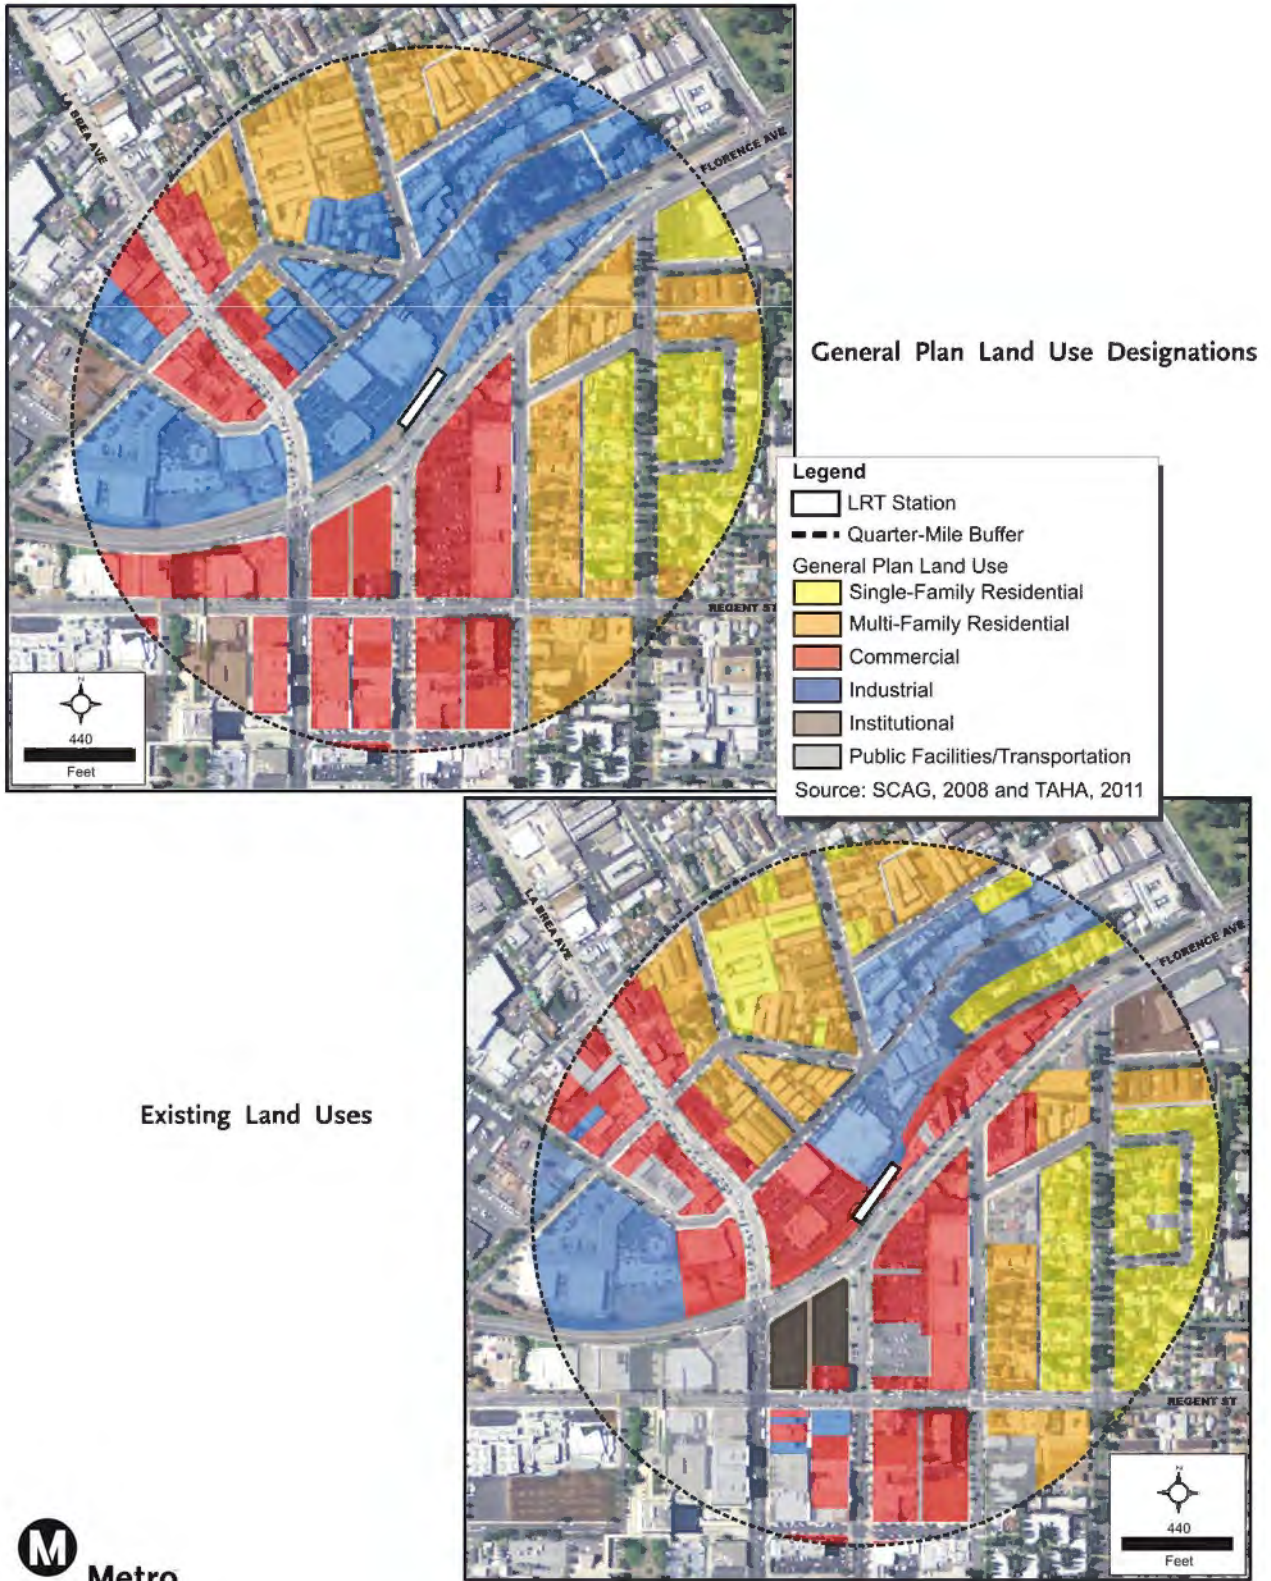 LA BREA AVE
FLORENCE AVE
General Plan Land Use Designations
Legend
LRT Station
Quarter-Mile Buffer
General Plan Land Use
Single-Family Residential
Multi-Family Residential
Commercial
Industrial
Institutional
Public Facilities/Transportation
Source: SCAG, 2008 and TAHA, 2011
REGENT ST
N
440
Feet
LA BREA AVE
FLORENCE AVE
Existing Land Uses
REGENT ST
N
440
Feet
M
Metro